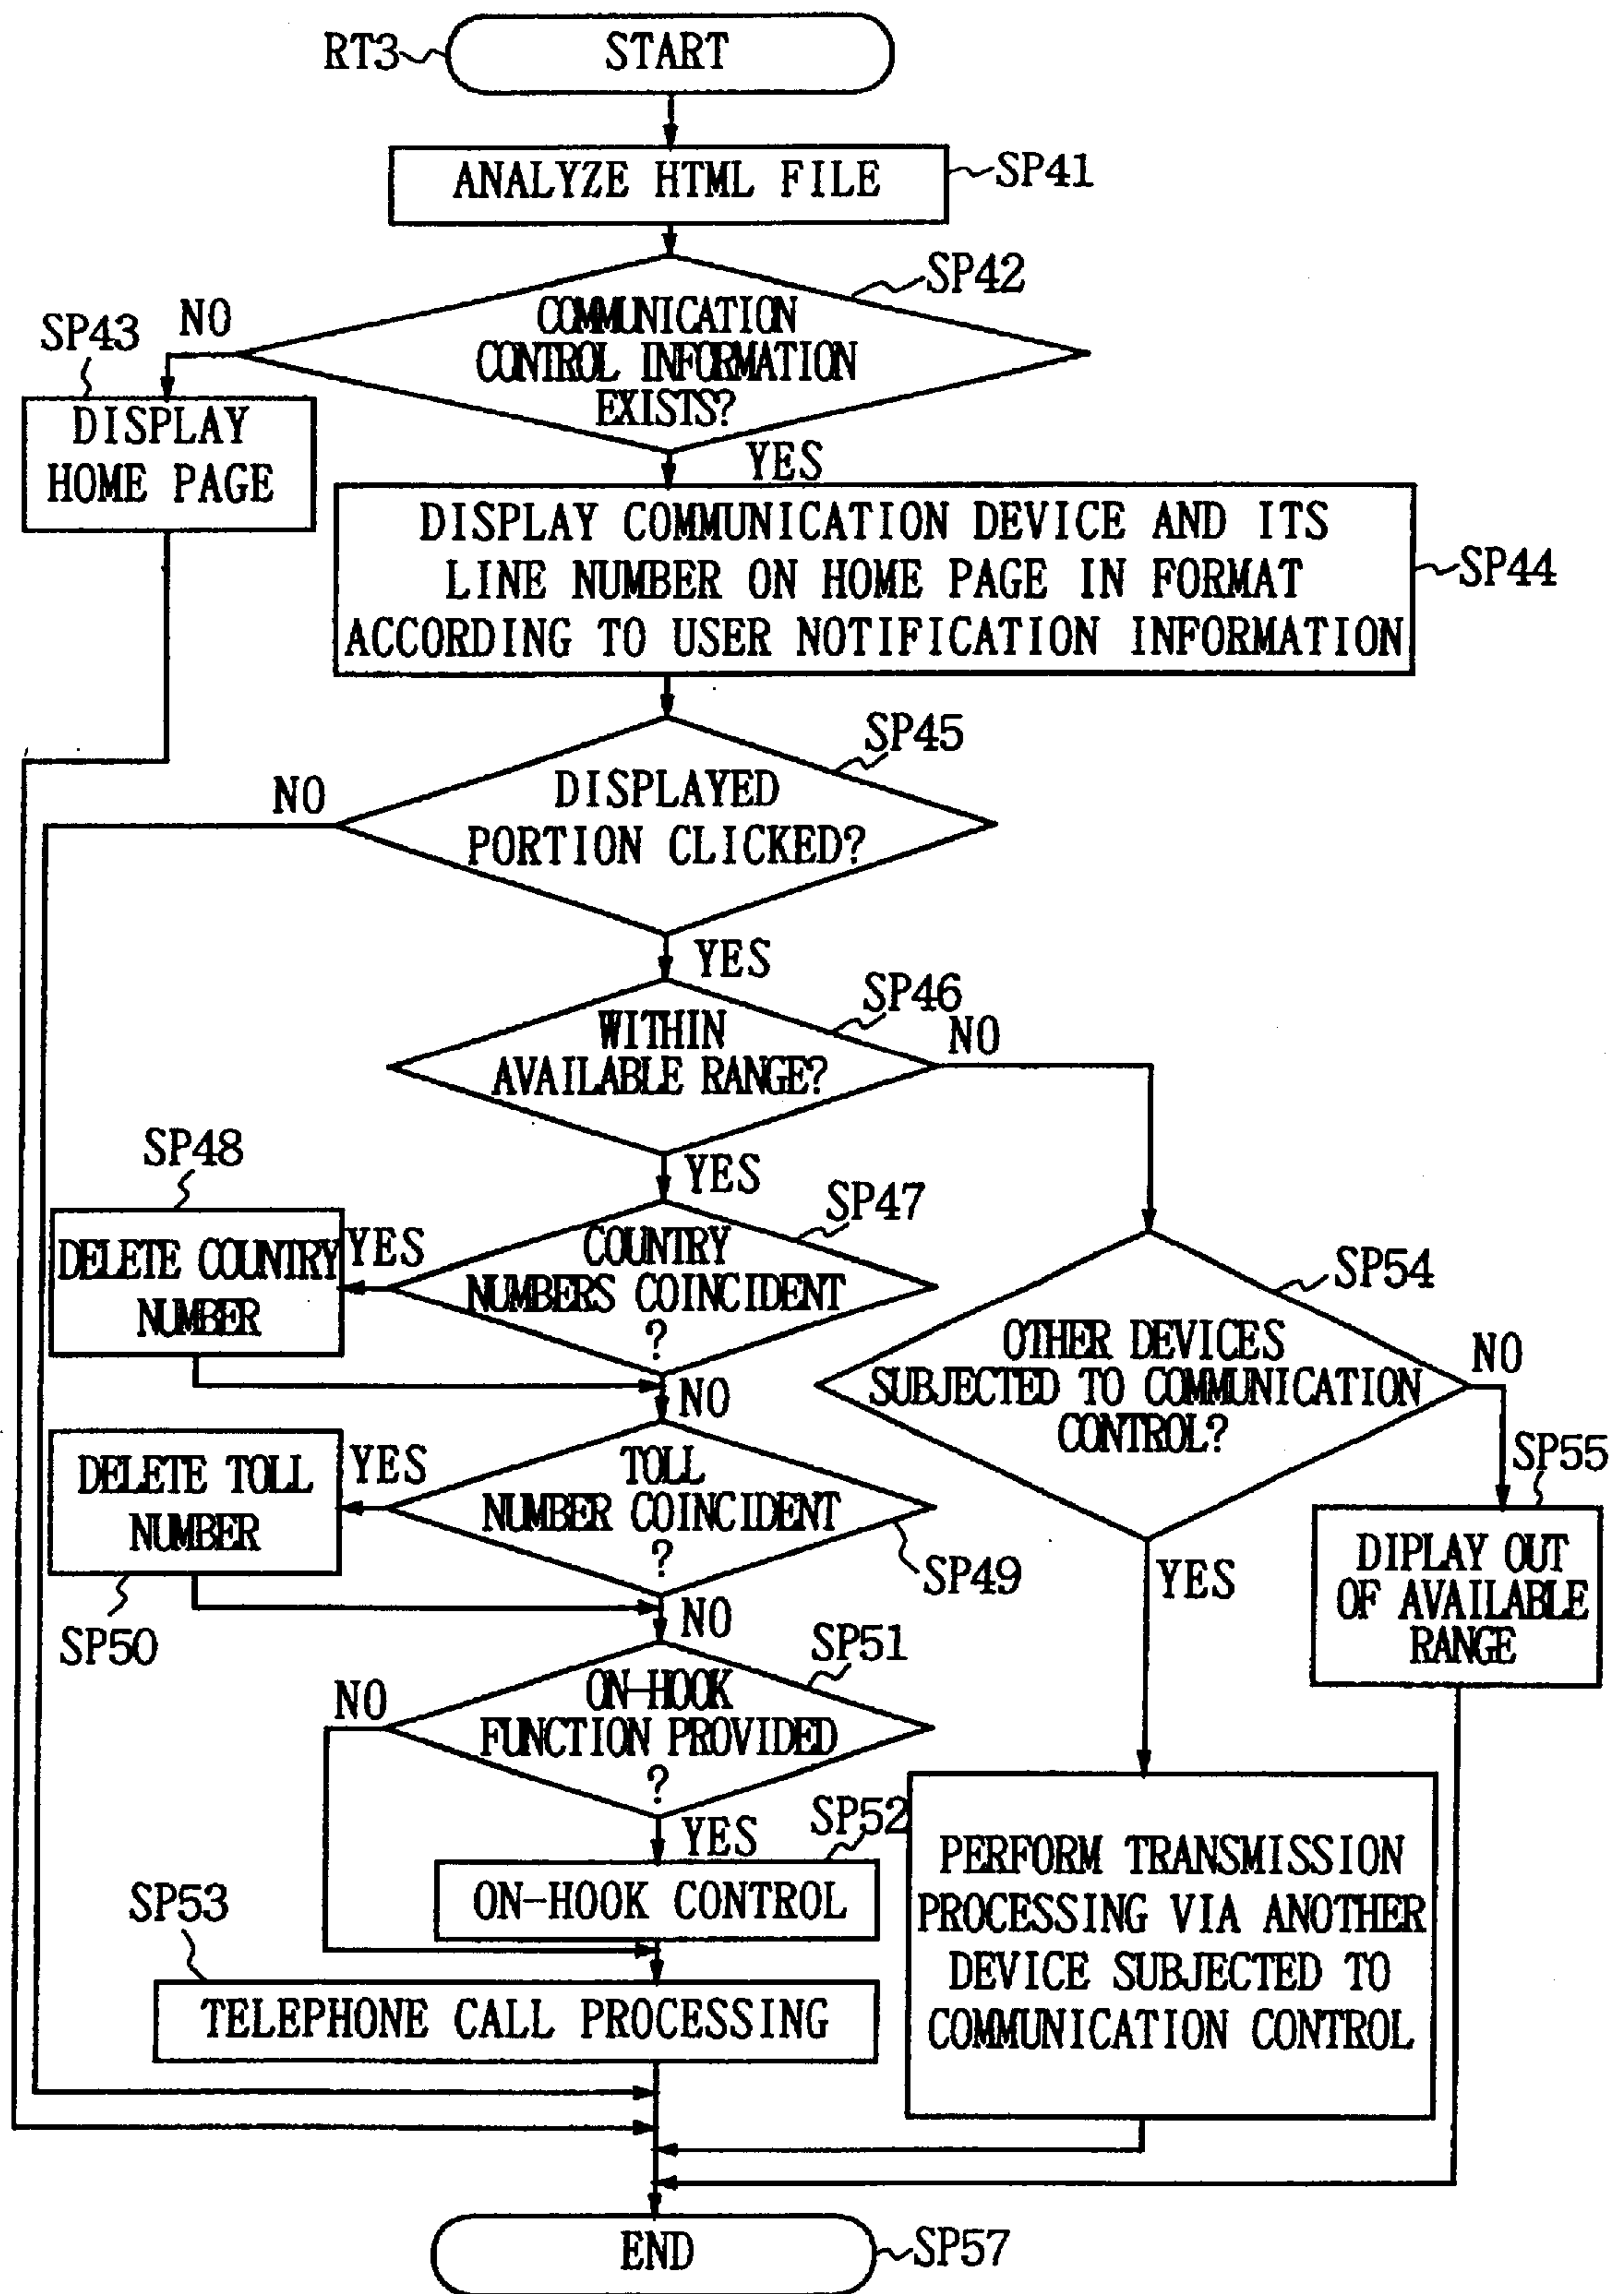 RT3
START
ANALYZE HTML FILE
SP41
SP42
COMMUNICATION
CONTROL INFORMATION
EXISTS?
NO
SP43
DISPLAY
HOME PAGE
YES
DISPLAY COMMUNICATION DEVICE AND ITS
LINE NUMBER ON HOME PAGE IN FORMAT
ACCORDING TO USER NOTIFICATION INFORMATION
SP44
SP45
NO
DISPLAYED
PORTION CLICKED?
YES
SP46
WITHIN
AVAILABLE RANGE?
NO
YES
SP47
SP48
COUNTRY
NUMBERS COINCIDENT
?
YES
DELETE COUNTRY
NUMBER
NO
SP54
OTHER DEVICES
SUBJECTED TO COMMUNICATION
CONTROL?
NO
SP55
DIPLAY OUT
OF AVAILABLE
RANGE
YES
TOLL
NUMBER COINCIDENT
?
SP49
YES
DELETE TOLL
NUMBER
SP50
NO
SP51
ON-HOOK
FUNCTION PROVIDED
?
NO
YES
SP52
ON-HOOK CONTROL
SP53
TELEPHONE CALL PROCESSING
PERFORM TRANSMISSION
PROCESSING VIA ANOTHER
DEVICE SUBJECTED TO
COMMUNICATION CONTROL
END
SP57